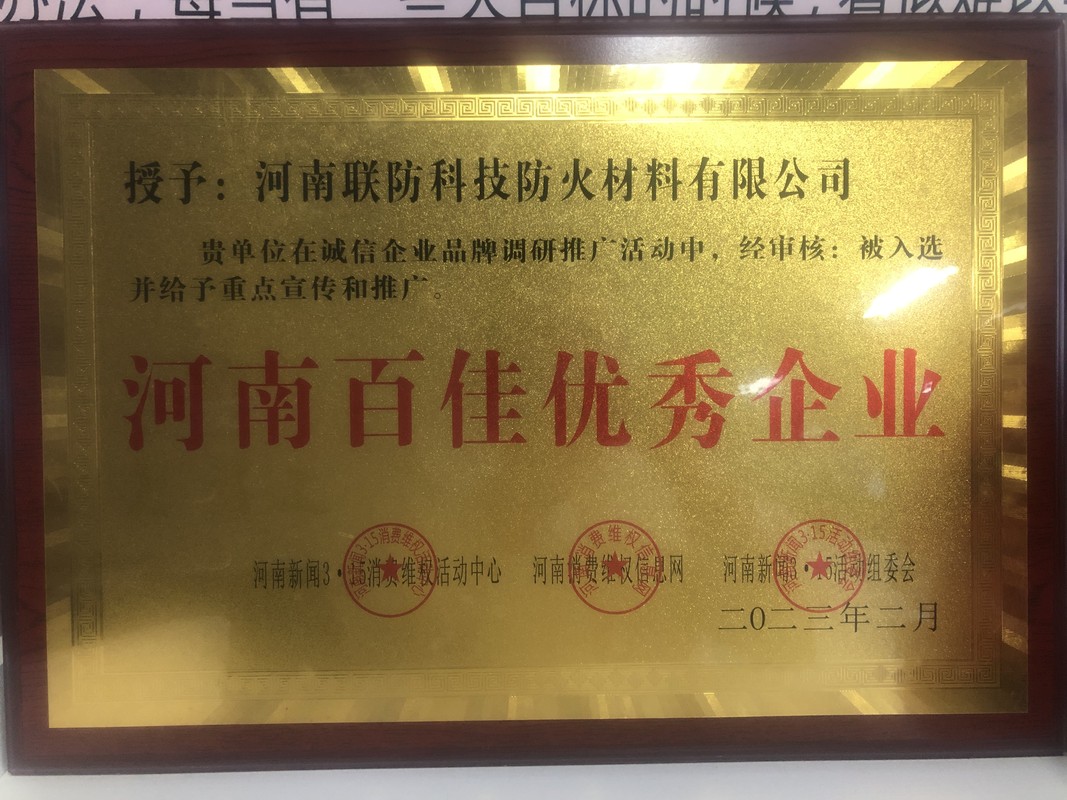 授予：河南联防科技防火材料有限公司
贵单位在诚信企业品牌调研推广活动中，经审核：被入选
并给予重点宣传和推广。
河南百佳优秀企业
河南新闻3·15消费维权活动中心 河南消费维权信息网 河南新闻3·15活动组委会
二〇二三年二月